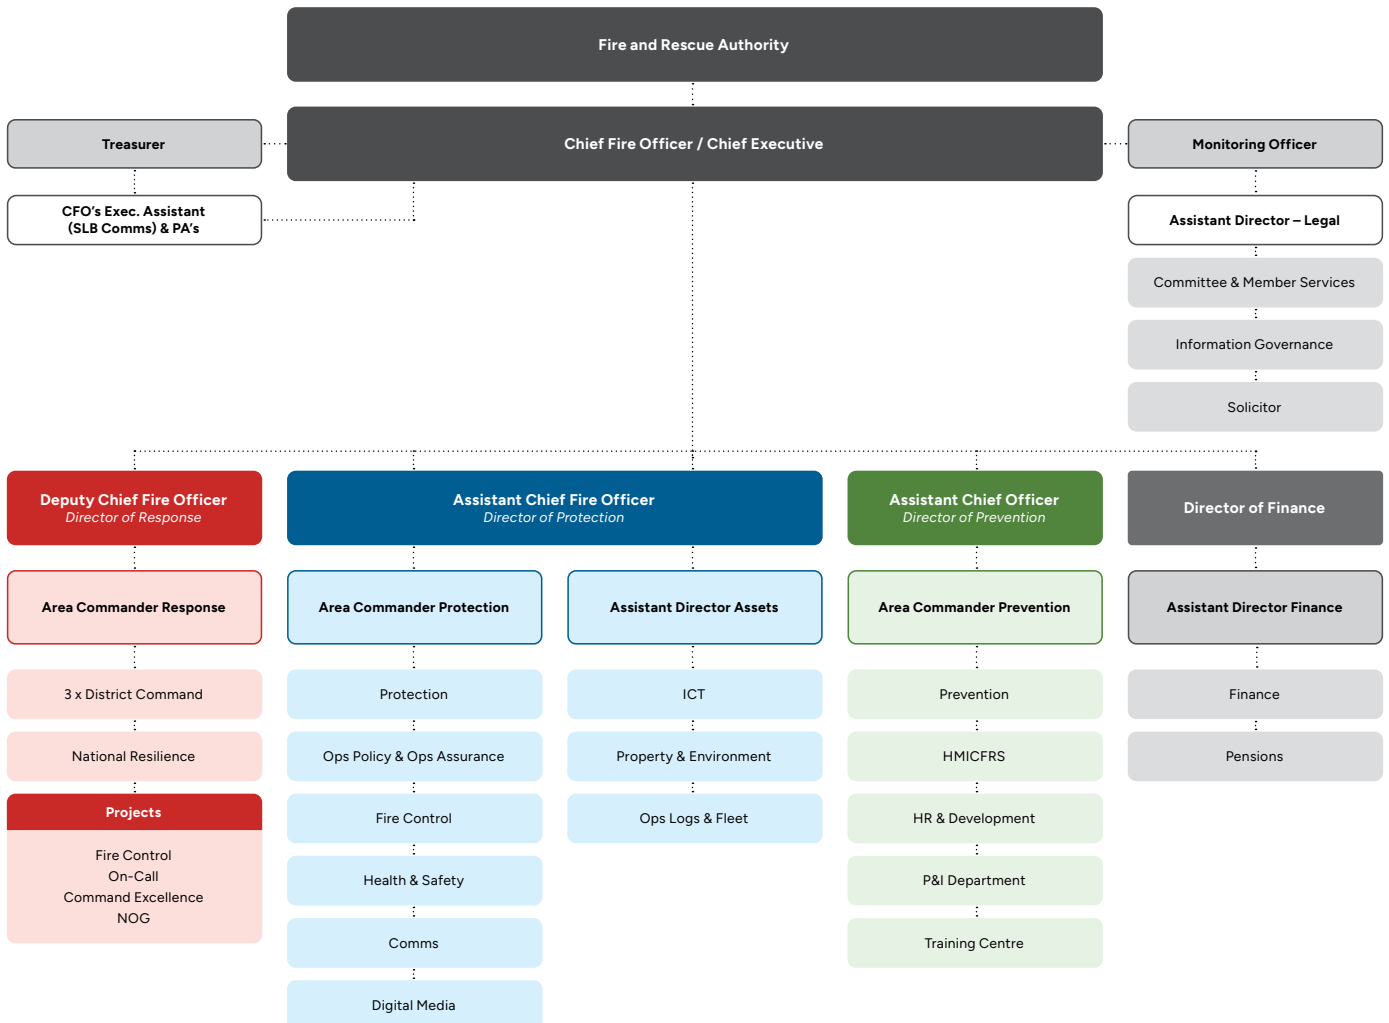 Fire and Rescue Authority
Treasurer
Chief Fire Officer / Chief Executive
Monitoring Officer
CFO’s Exec. Assistant
(SLB Comms) & PA’s
Assistant Director – Legal
Committee & Member Services
Information Governance
Solicitor
Deputy Chief Fire Officer
Director of Response
Assistant Chief Fire Officer
Director of Protection
Assistant Chief Officer
Director of Prevention
Director of Finance
Area Commander Response
Area Commander Protection
Assistant Director Assets
Area Commander Prevention
Assistant Director Finance
3 x District Command
Protection
ICT
Prevention
Finance
National Resilience
Ops Policy & Ops Assurance
Property & Environment
HMICFRS
Pensions
Projects
Fire Control
On-Call
Command Excellence
NOG
Fire Control
Ops Logs & Fleet
HR & Development
Health & Safety
P&I Department
Comms
Training Centre
Digital Media